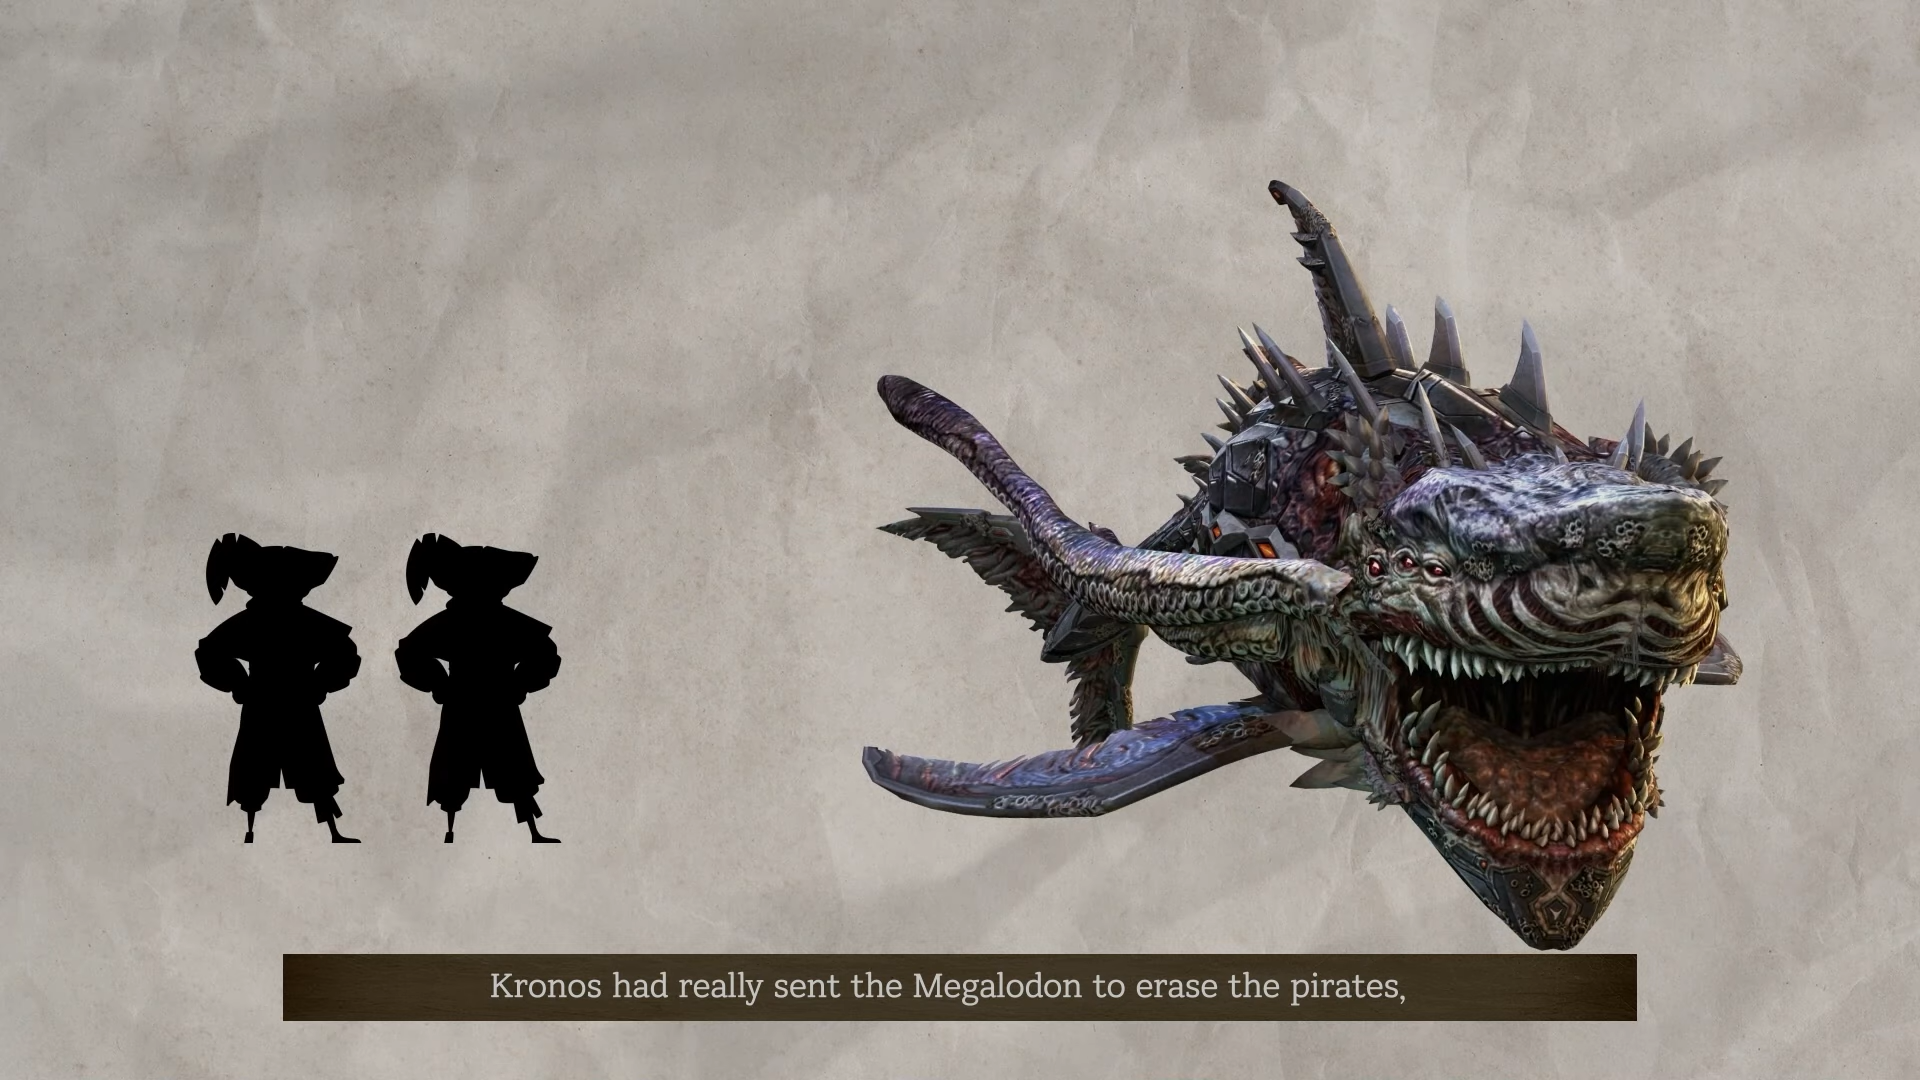 Kronos had really sent the Megalodon to erase the pirates,